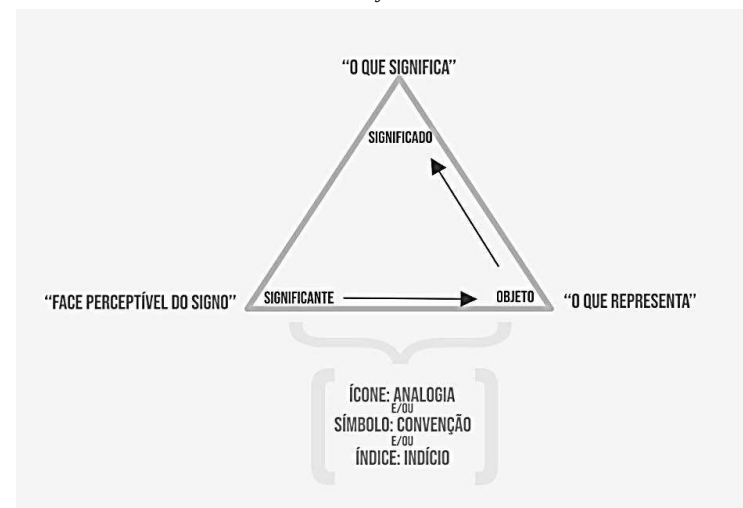 “O QUE SIGNIFICA”
SIGNIFICADO
“FACE PERCEPTÍVEL DO SIGNO”
SIGNIFICANTE
OBJETO
“O QUE REPRESENTA”
ÍCONE: ANALOGIA
E/OU
SÍMBOLO: CONVENÇÃO
E/OU
ÍNDICE: INDÍCIO